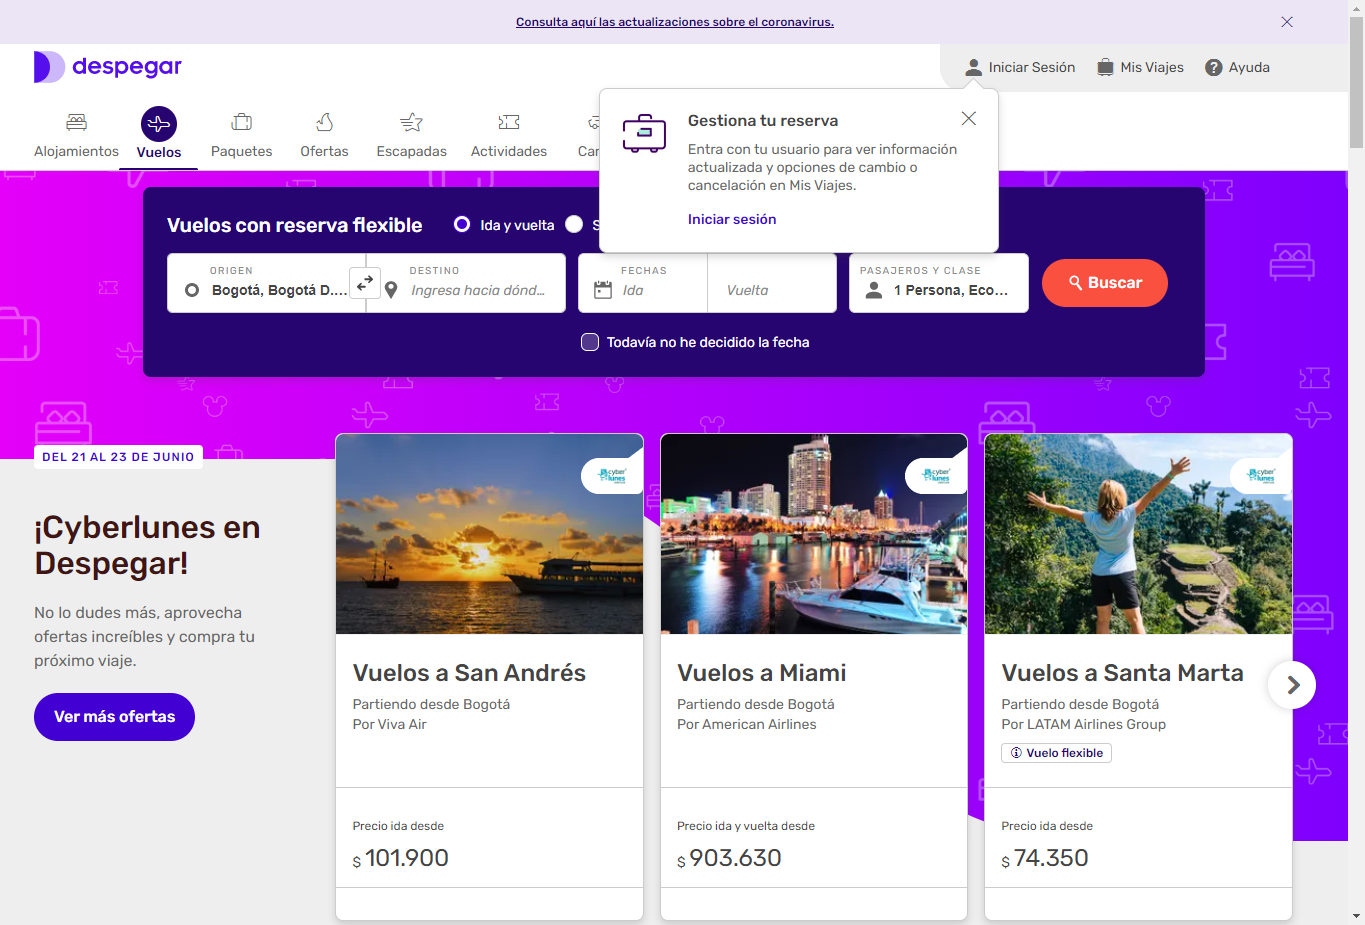 Consulta aquí las actualizaciones sobre el coronavirus.
despegar
Iniciar Sesión
Mis Viajes
Ayuda
Alojamientos
Vuelos
Paquetes
Ofertas
Escapadas
Actividades
Gestiona tu reserva
Entra con tu usuario para ver información
actualizada y opciones de cambio o
cancelación en Mis Viajes.
Iniciar sesión
Vuelos con reserva flexible
Ida y vuelta
ORIGEN
Bogotá, Bogotá D....
DESTINO
Ingresa hacia dónd...
FECHAS
Ida
Vuelta
PASAJEROS Y CLASE
1 Persona, Eco...
Buscar
Todavía no he decidido la fecha
DEL 21 AL 23 DE JUNIO
¡Cyberlunes en
Despegar!
No lo dudes más, aprovecha
ofertas increíbles y compra tu
próximo viaje.
Ver más ofertas
cyber
lunes
Vuelos a San Andrés
Partiendo desde Bogotá
Por Viva Air
Precio ida desde
$ 101.900
cyber
lunes
Vuelos a Miami
Partiendo desde Bogotá
Por American Airlines
Precio ida y vuelta desde
$ 903.630
cyber
lunes
Vuelos a Santa Marta
Partiendo desde Bogotá
Por LATAM Airlines Group
Vuelo flexible
Precio ida desde
$ 74.350